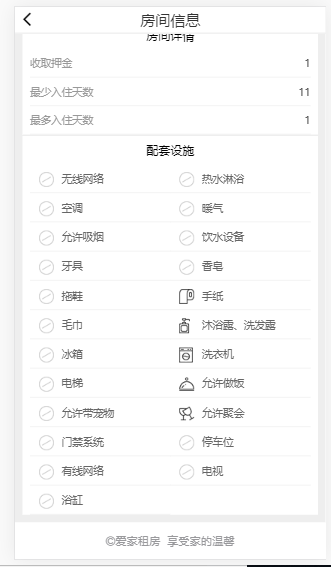 房间信息
房间详情
收取押金 1
最少入住天数 11
最多入住天数 1
配套设施
无线网络 热水淋浴
空调 暖气
允许吸烟 饮水设备
牙具 香皂
拖鞋 手纸
毛巾 沐浴露、洗发露
冰箱 洗衣机
电梯 允许做饭
允许带宠物 允许聚会
门禁系统 停车位
有线网络 电视
浴缸
©爱家租房 享受家的温馨